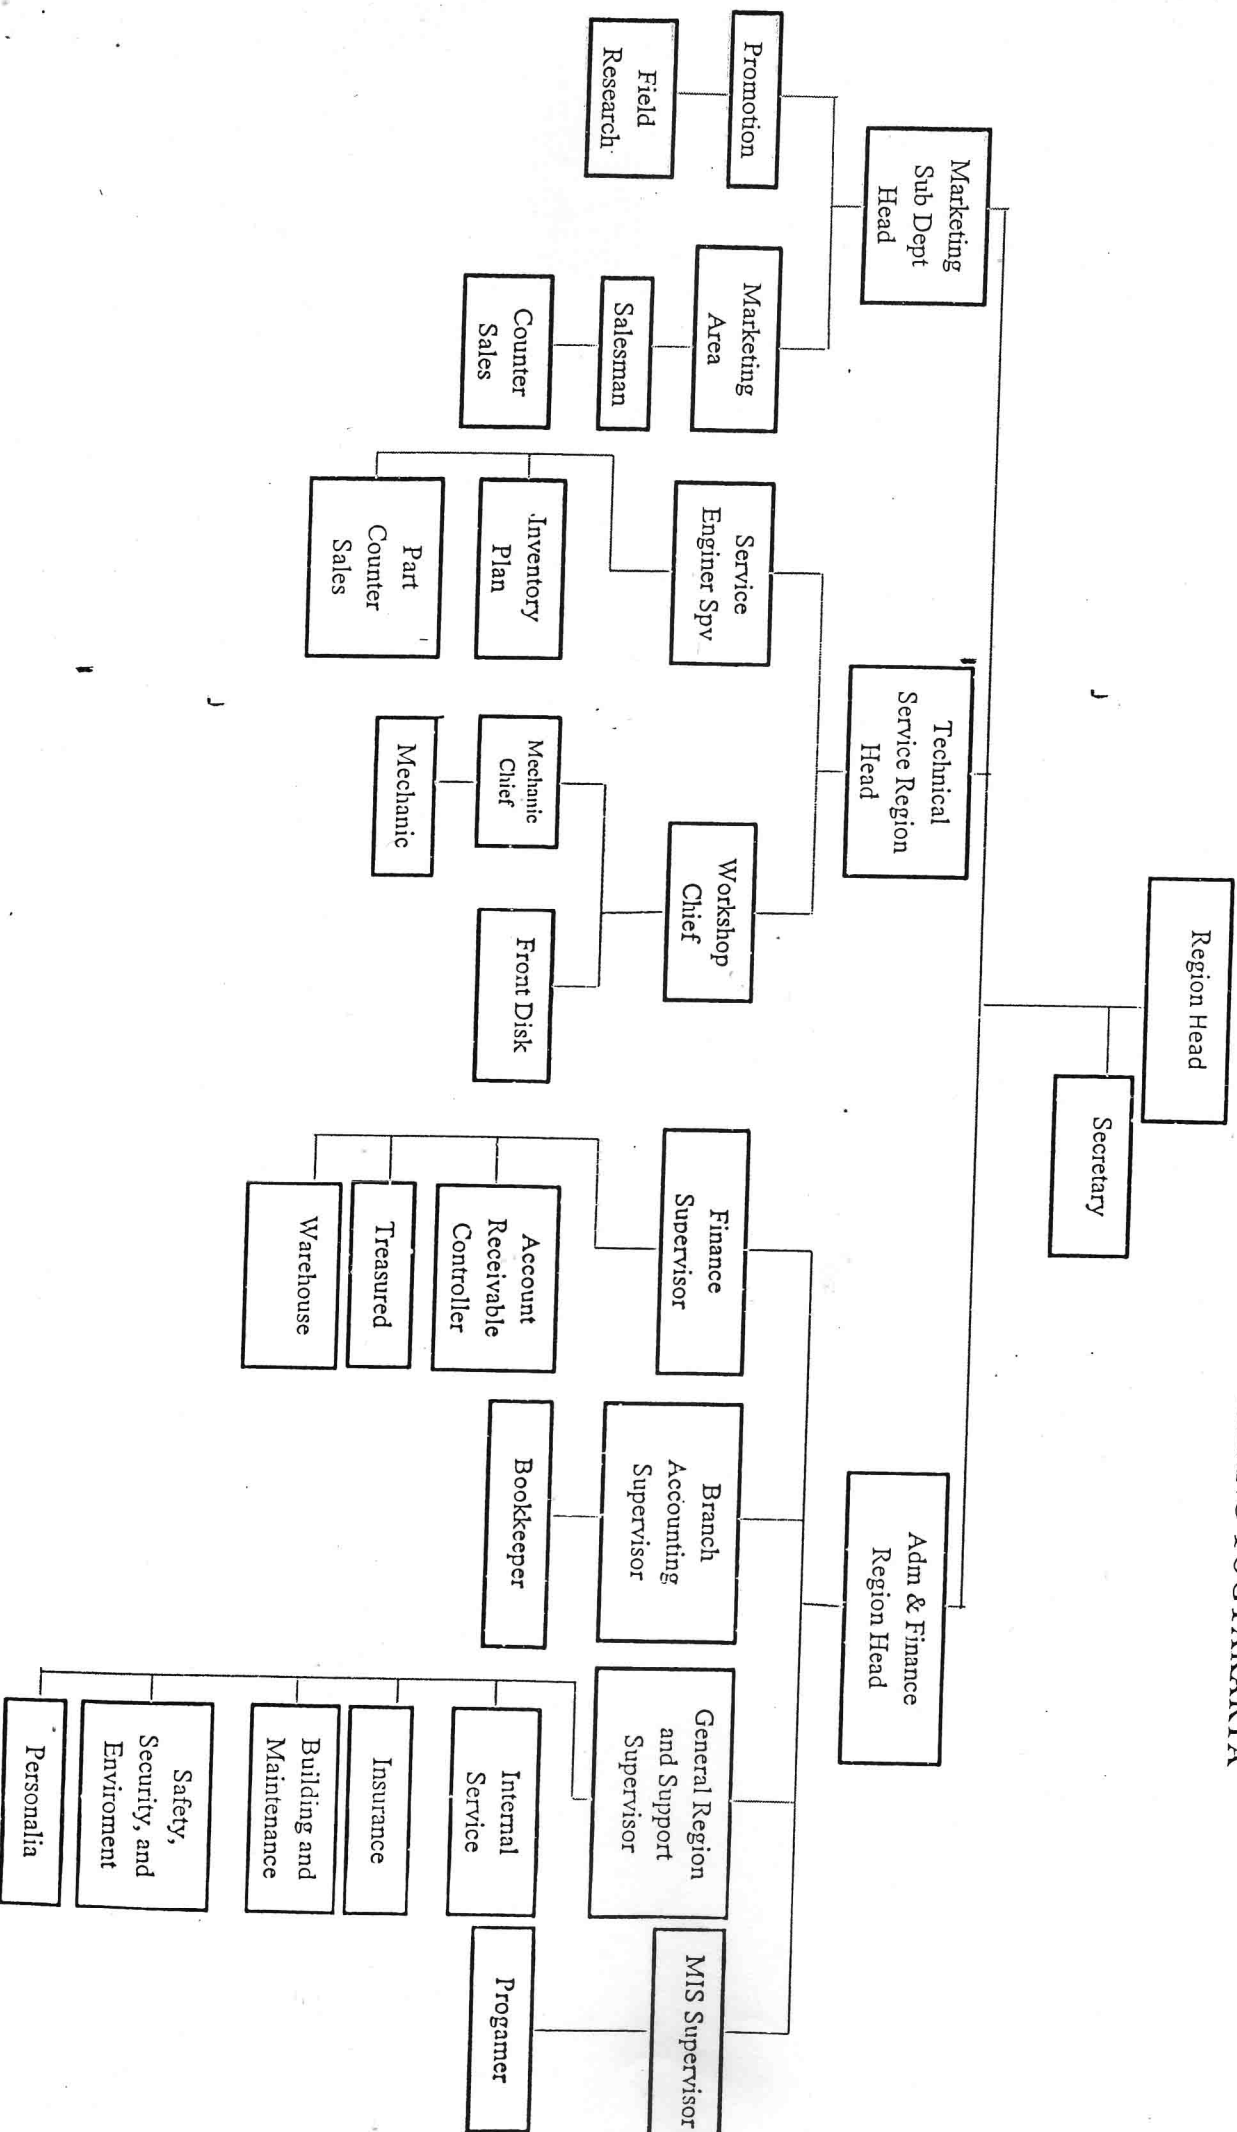 YOGYAKARTA
Region Head
Secretary
Marketing
Sub Dept
Head
Technical
Service Region
Head
Adm & Finance
Region Head
Promotion
Field
Research
Marketing
Area
Salesman
Counter
Sales
Service
Enginer Spv
Inventory
Plan
Part
Counter
Sales
Workshop
Chief
Mechanic
Chief
Mechanic
Front Disk
Finance
Supervisor
Account
Receivable
Controller
Treasured
Warehouse
Branch
Accounting
Supervisor
Bookkeeper
General Region
and Support
Supervisor
Internal
Service
Insurance
Building and
Maintenance
Safety,
Security, and
Enviroment
Personalia
MIS Supervisor
Progamer